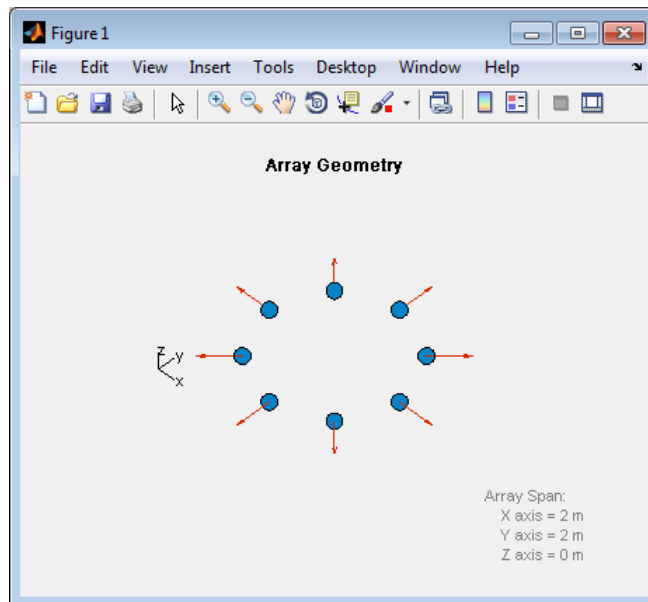 Figure 1
File Edit View Insert Tools Desktop Window Help
Array Geometry
z
y
x
Array Span:
X axis = 2 m
Y axis = 2 m
Z axis = 0 m